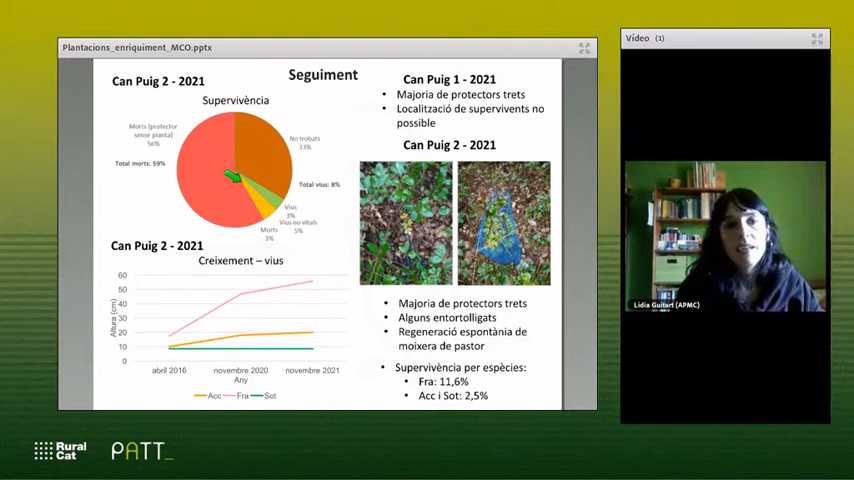 Plantacions_enriquiment_MCO.pptx
Vídeo (1)
Seguiment
Can Puig 2 - 2021
Supervivència
Morts (protector
sense planta)
56%
Total morts: 59%
No trobats
33%
Total vius: 8%
Vius
3%
Vius no vitals
5%
Morts
3%
Can Puig 2 - 2021
Creixement – vius
Altura (cm)
60
50
40
30
20
10
0
abril 2016
novembre 2020
novembre 2021
Any
Acc
Fra
Sot
Can Puig 1 - 2021
• Majoria de protectors trets
• Localització de supervivents no
possible
Can Puig 2 - 2021
• Majoria de protectors trets
• Alguns entortolligats
• Regeneració espontània de
moixera de pastor
• Supervivència per espècies:
• Fra: 11,6%
• Acc i Sot: 2,5%
Lidia Guitart (APMC)
Rural
Cat
PATT_